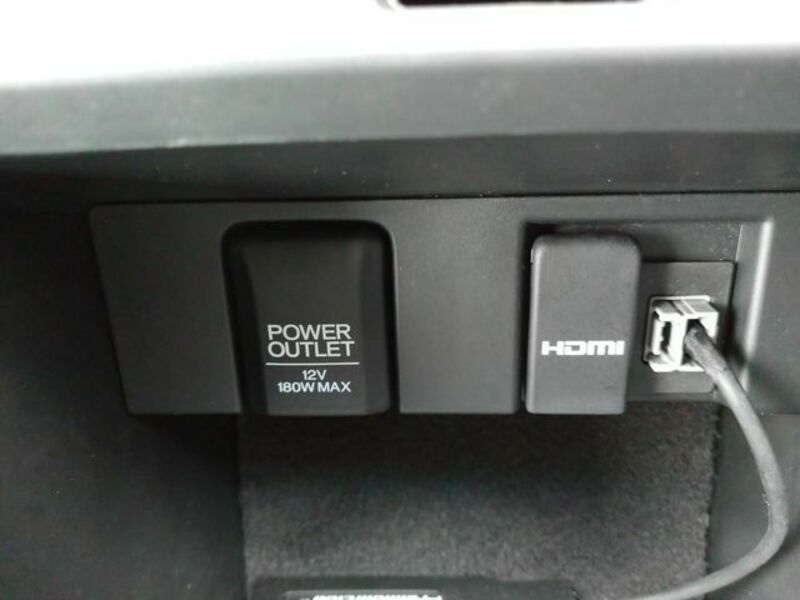 POWER
OUTLET
12V
180W MAX
HDMI